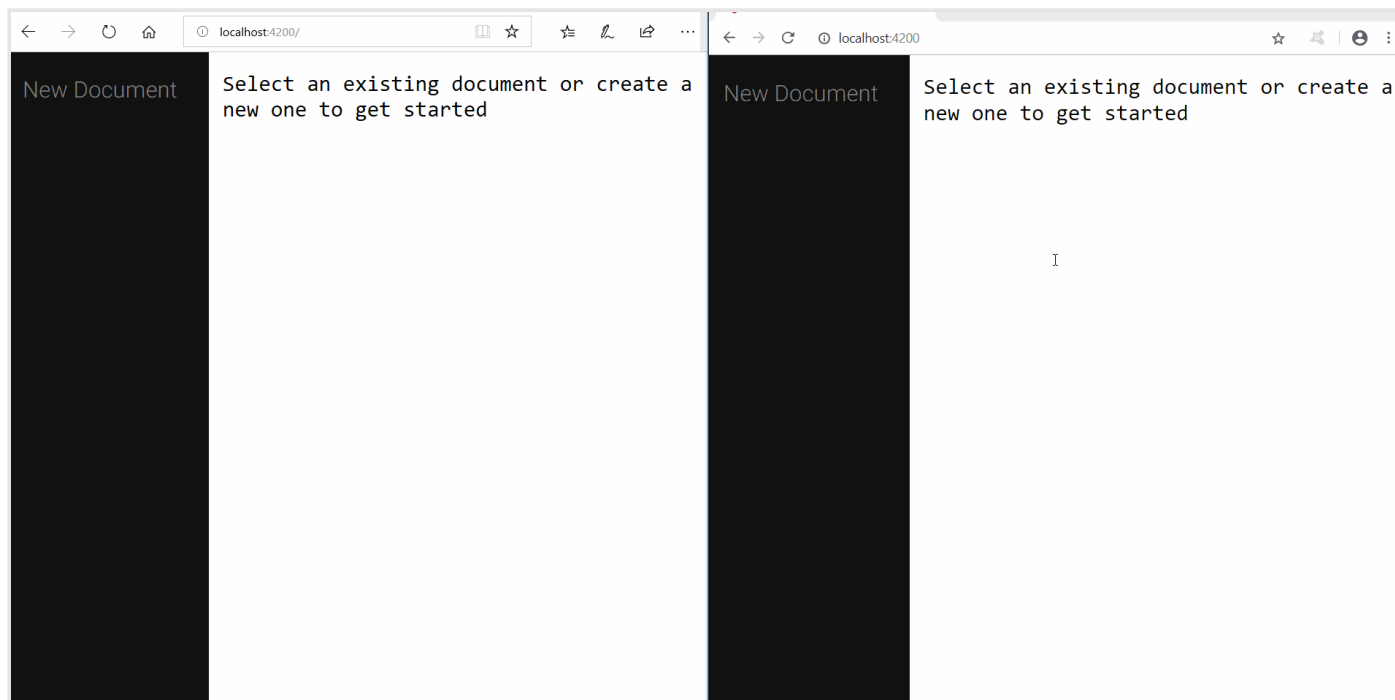 localhost:4200/
New Document
Select an existing document or create a
new one to get started
localhost:4200
New Document
Select an existing document or create a
new one to get started